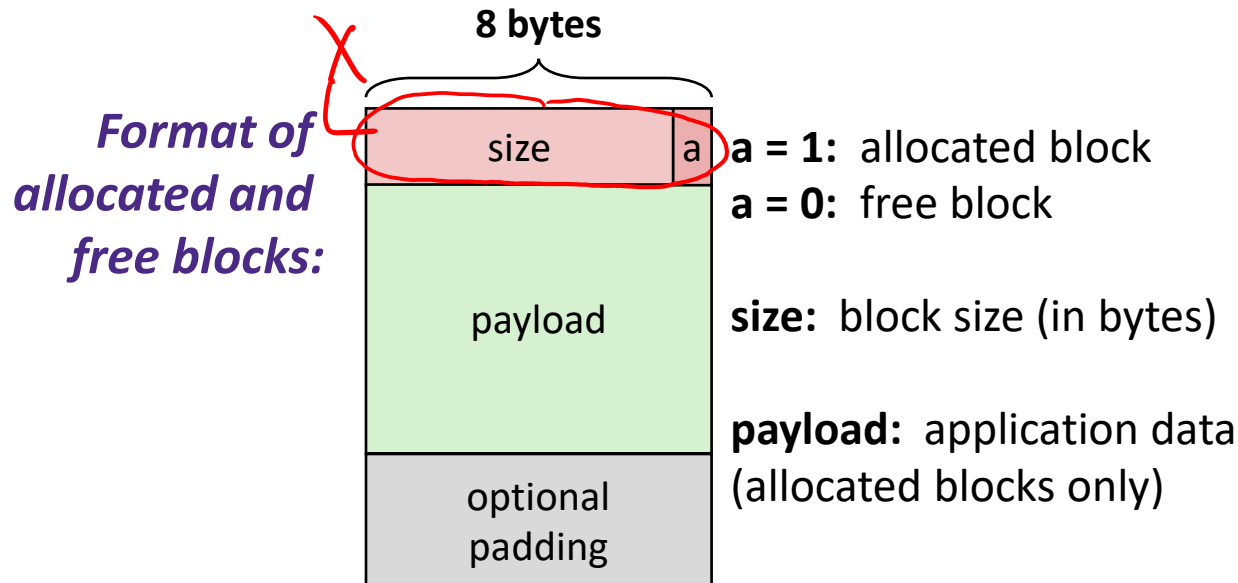 8 bytes
Format of
allocated and
free blocks:
size
a
a = 1: allocated block
a = 0: free block
payload
size: block size (in bytes)
payload: application data
(allocated blocks only)
optional
padding